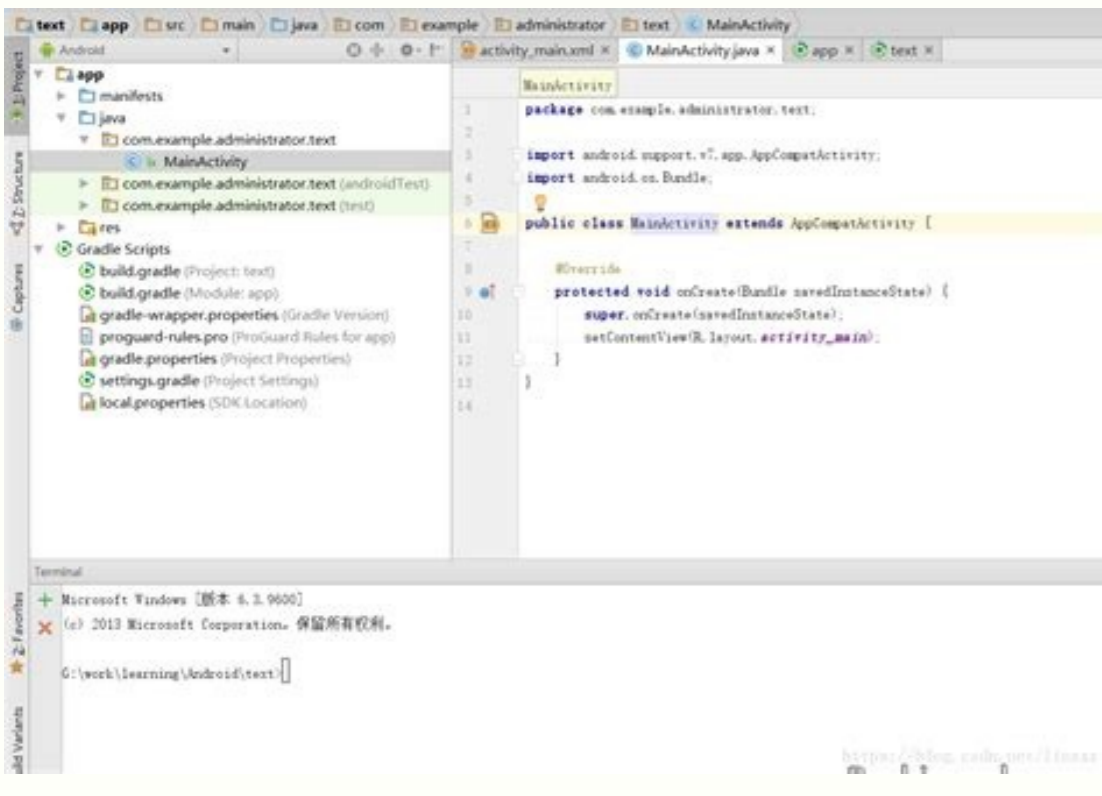 text app src main java com example administrator text MainActivity
Android
activity_main.xml × MainActivity.java × app × text ×
1: Project
Z: Structure
Captures
app
manifests
java
com.example.administrator.text
MainActivity
com.example.administrator.text (androidTest)
com.example.administrator.text (test)
res
Gradle Scripts
build.gradle (Project: text)
build.gradle (Module: app)
gradle-wrapper.properties (Gradle Version)
proguard-rules.pro (ProGuard Rules for app)
gradle.properties (Project Properties)
settings.gradle (Project Settings)
local.properties (SDK Location)
MainActivity
1 package com.example.administrator.text;
2
3 import android.support.v7.app.AppCompatActivity;
4 import android.os.Bundle;
5
6 public class MainActivity extends AppCompatActivity {
7
8 @Override
9 protected void onCreate(Bundle savedInstanceState) {
10 super.onCreate(savedInstanceState);
11 setContentView(R.layout.activity_main);
12 }
13 }
14
Terminal
2: Favorites
Build Variants
Microsoft Windows [版本 6.3.9600]
(c) 2013 Microsoft Corporation。保留所有权利。
G:\work\learning\Android\text>